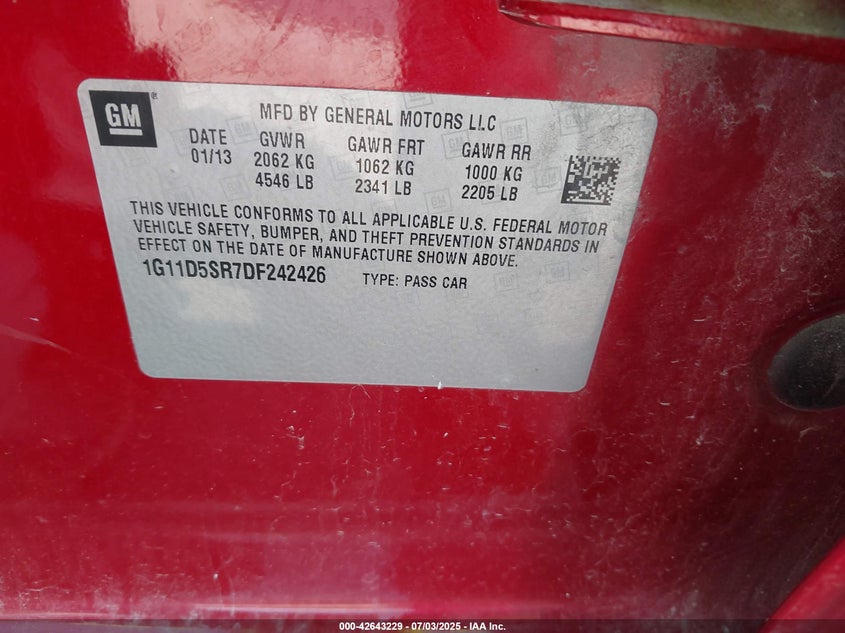 GM
MFD BY GENERAL MOTORS LLC
DATE GVWR GAWR FRT GAWR RR
01/13 2062 KG 1062 KG 1000 KG
4546 LB 2341 LB 2205 LB
THIS VEHICLE CONFORMS TO ALL APPLICABLE U.S. FEDERAL MOTOR
VEHICLE SAFETY, BUMPER, AND THEFT PREVENTION STANDARDS IN
EFFECT ON THE DATE OF MANUFACTURE SHOWN ABOVE.
1G11D5SR7DF242426 TYPE: PASS CAR
000-42643229 - 07/03/2025 - IAA Inc.